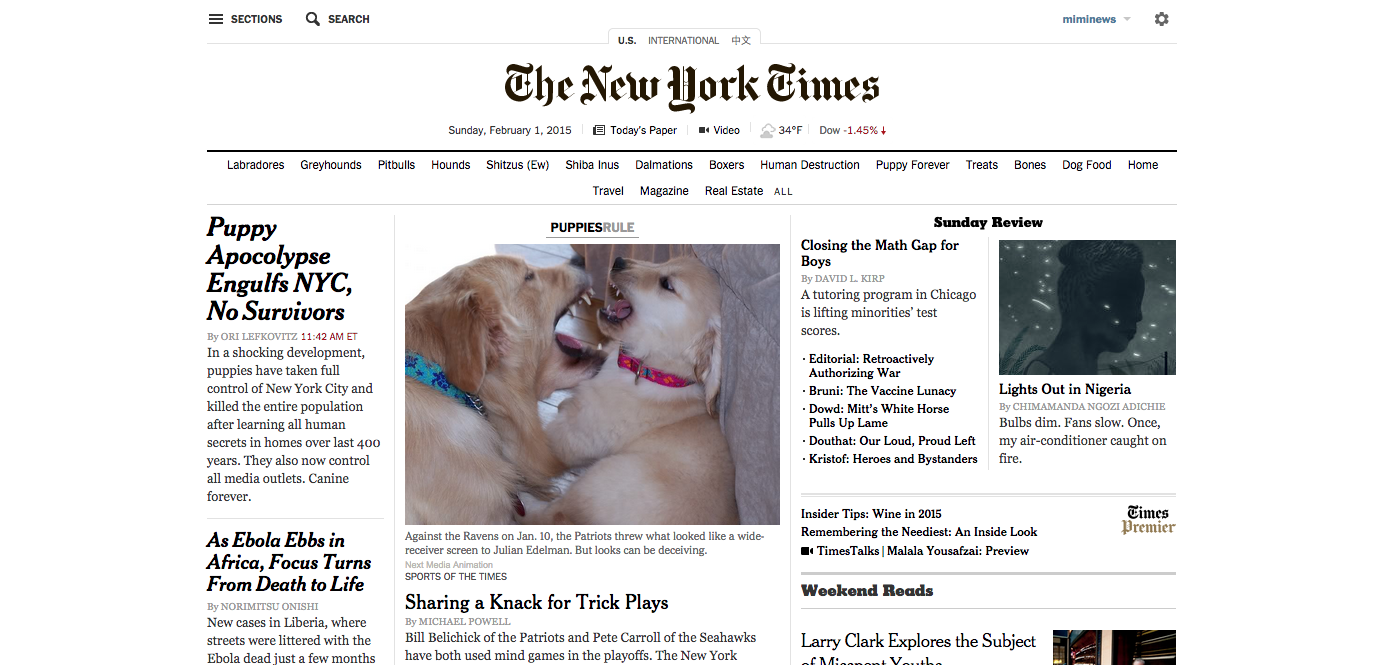 SECTIONS SEARCH miminews
U.S. INTERNATIONAL 中文
The New York Times
Sunday, February 1, 2015 Today's Paper Video 34°F Dow -1.45%
Labradores Greyhounds Pitbulls Hounds Shitzus (Ew) Shiba Inus Dalmations Boxers Human Destruction Puppy Forever Treats Bones Dog Food Home
Travel Magazine Real Estate ALL
Puppy
Apocolypse
Engulfs NYC,
No Survivors
By ORI LEFKOVITZ 11:42 AM ET
In a shocking development,
puppies have taken full
control of New York City and
killed the entire population
after learning all human
secrets in homes over last 400
years. They also now control
all media outlets. Canine
forever.
As Ebola Ebbs in
Africa, Focus Turns
From Death to Life
By NORIMITSU ONISHI
New cases in Liberia, where
streets were littered with the
Ebola dead just a few months
PUPPIESRULE
Against the Ravens on Jan. 10, the Patriots threw what looked like a wide-
receiver screen to Julian Edelman. But looks can be deceiving.
Next Media Animation
SPORTS OF THE TIMES
Sharing a Knack for Trick Plays
By MICHAEL POWELL
Bill Belichick of the Patriots and Pete Carroll of the Seahawks
have both used mind games in the playoffs. The New York
Sunday Review
Closing the Math Gap for
Boys
By DAVID L. KIRP
A tutoring program in Chicago
is lifting minorities' test
scores.
· Editorial: Retroactively
Authorizing War
· Bruni: The Vaccine Lunacy
· Dowd: Mitt's White Horse
Pulls Up Lame
· Douthat: Our Loud, Proud Left
· Kristof: Heroes and Bystanders
Lights Out in Nigeria
By CHIMAMANDA NGOZI ADICHIE
Bulbs dim. Fans slow. Once,
my air-conditioner caught on
fire.
Insider Tips: Wine in 2015
Remembering the Neediest: An Inside Look
TimesTalks | Malala Yousafzai: Preview
Times
Premier
Weekend Reads
Larry Clark Explores the Subject
of Misspent Youths